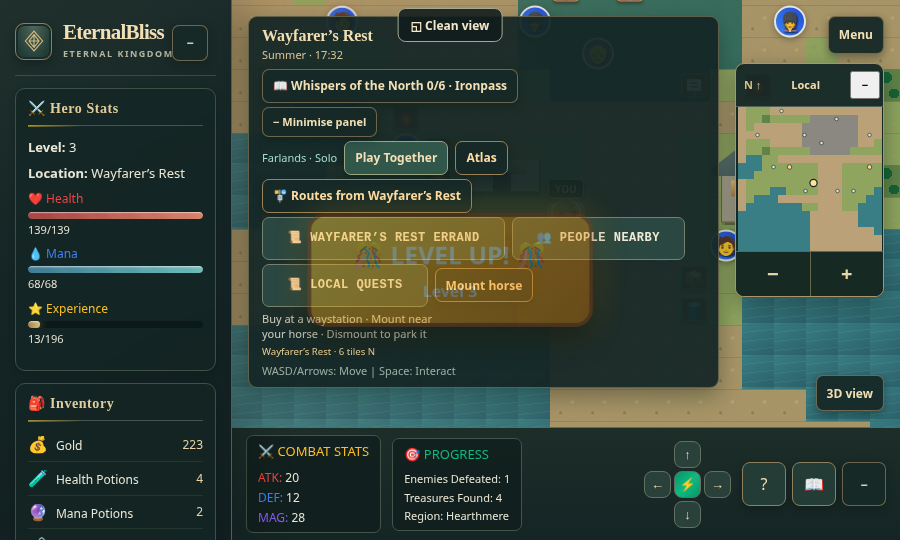 EternalBliss
ETERNAL KINGDOM
−
⚔️ Hero Stats
Level: 3
Location: Wayfarer's Rest
❤️ Health
139/139
💧 Mana
68/68
⭐ Experience
13/196
🎒 Inventory
💰 Gold 223
🧪 Health Potions 4
🔮 Mana Potions 2
◱ Clean view
Wayfarer's Rest
Summer · 17:32
📖 Whispers of the North 0/6 · Ironpass
− Minimise panel
Farlands · Solo Play Together Atlas
Routes from Wayfarer's Rest
📜 WAYFARER'S REST ERRAND 👥 PEOPLE NEARBY
🎊 LEVEL UP! 🎊
📜 LOCAL QUESTS Mount horse
Level 3
Buy at a waystation · Mount near
your horse · Dismount to park it
Wayfarer's Rest · 6 tiles N
WASD/Arrows: Move | Space: Interact
YOU
Menu
N ↑ Local −
− +
3D view
⚔️ COMBAT STATS
ATK: 20
DEF: 12
MAG: 28
🎯 PROGRESS
Enemies Defeated: 1
Treasures Found: 4
Region: Hearthmere
↑
← ⚡ →
↓
? 📖 −